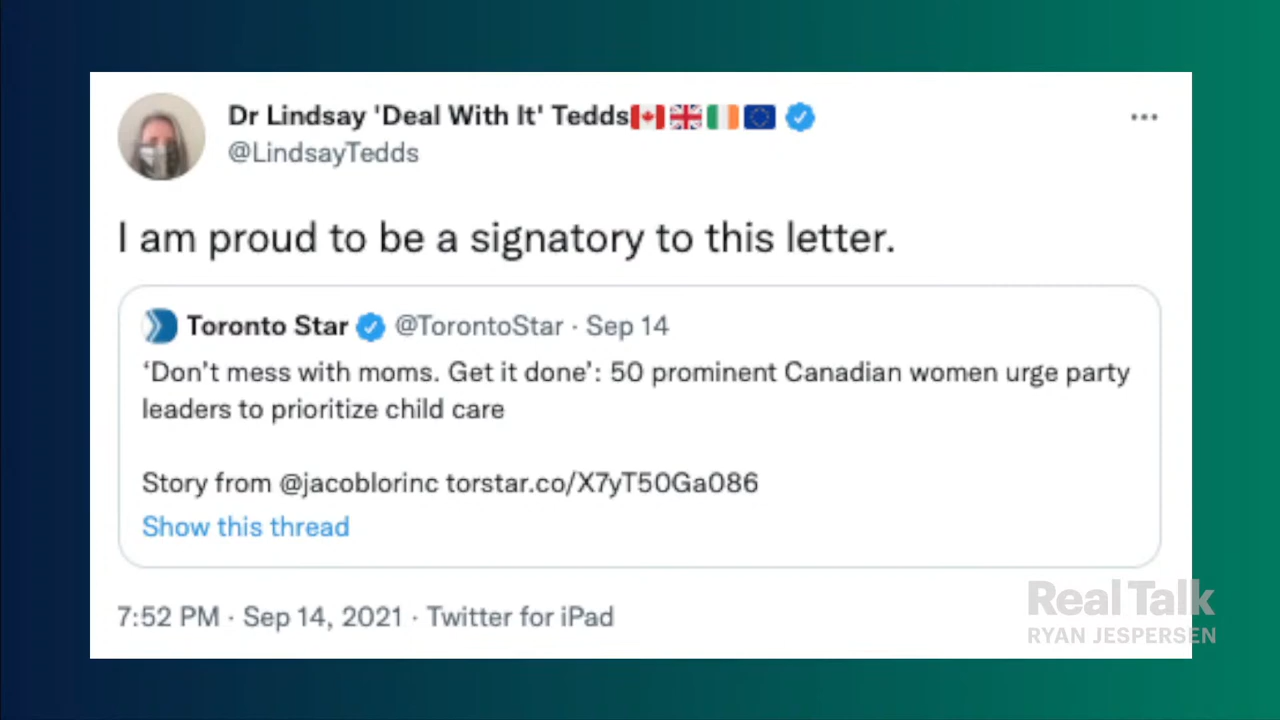 Dr Lindsay 'Deal With It' Tedds🇨🇦🇬🇧🇮🇪🇪🇺
@LindsayTedds
I am proud to be a signatory to this letter.
Toronto Star @TorontoStar · Sep 14
‘Don’t mess with moms. Get it done’: 50 prominent Canadian women urge party
leaders to prioritize child care
Story from @jacoblorinc torstar.co/X7yT50Ga086
Show this thread
7:52 PM · Sep 14, 2021 · Twitter for iPad
Real Talk
RYAN JESPERSEN